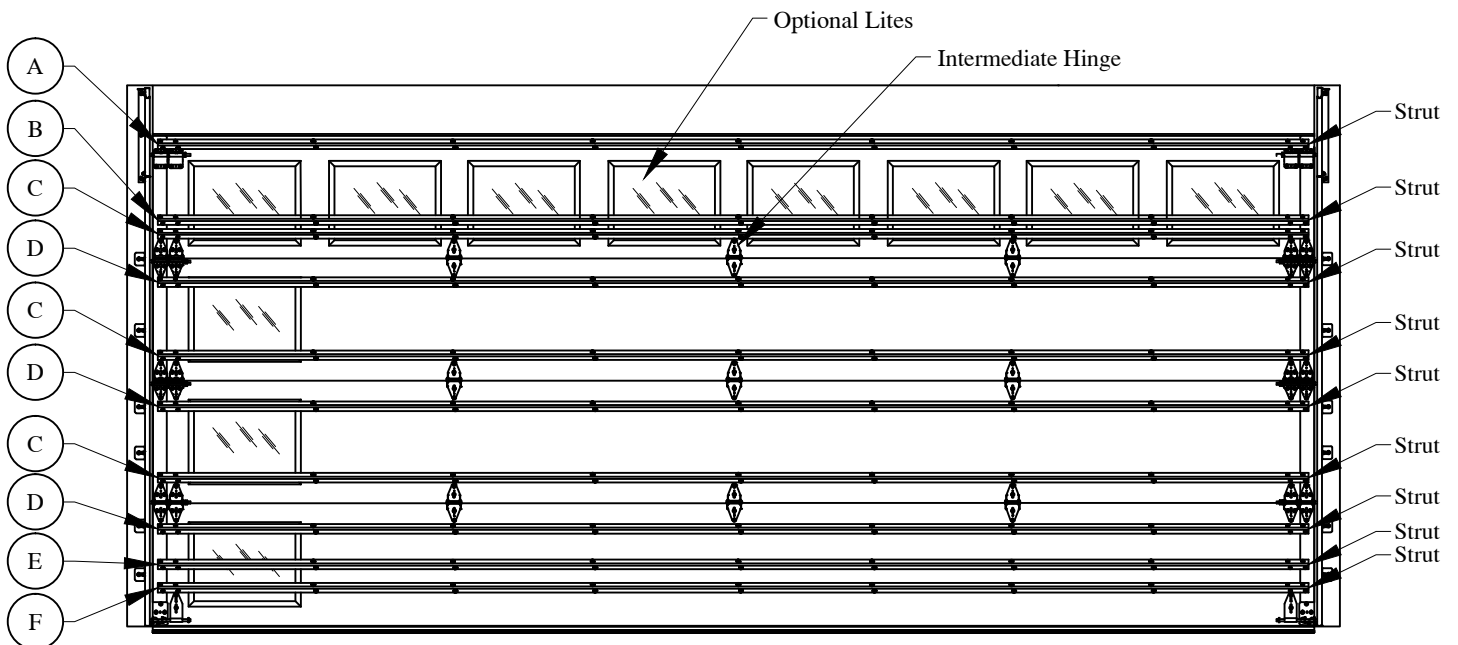 Optional Lites
Intermediate Hinge
A
B
C
D
C
D
C
D
E
F
Strut
Strut
Strut
Strut
Strut
Strut
Strut
Strut
Strut